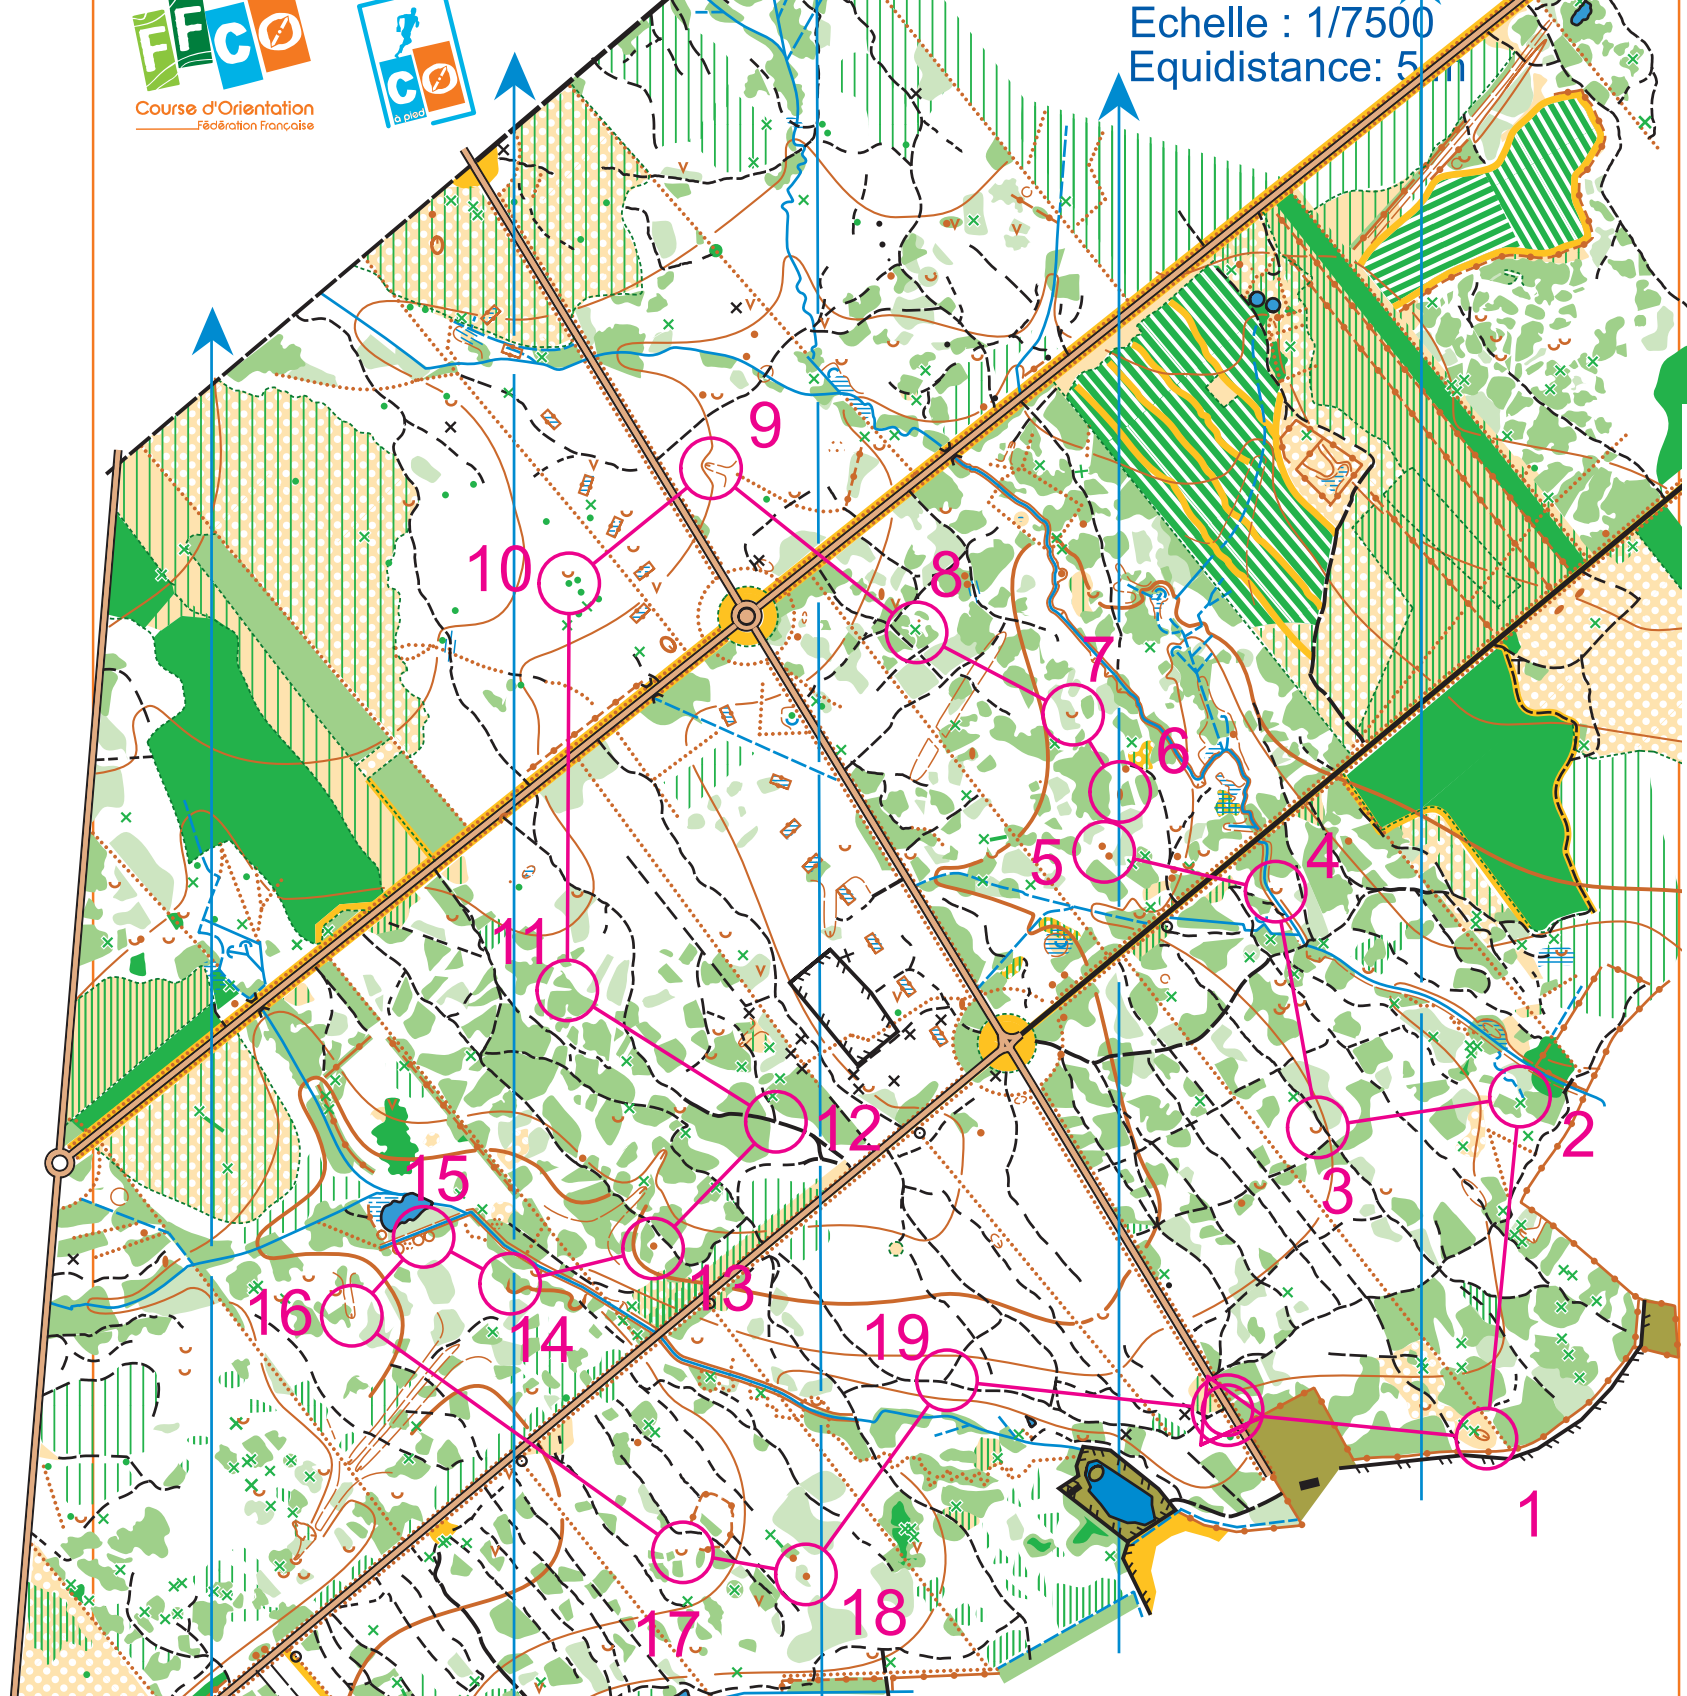 FFCO
Course d'Orientation
Fédération Française
CO
à pied
Echelle : 1/7500
Equidistance: 5 m
9
10
8
7
6
5
4
11
12
2
15
3
13
16
14
19
1
18
17